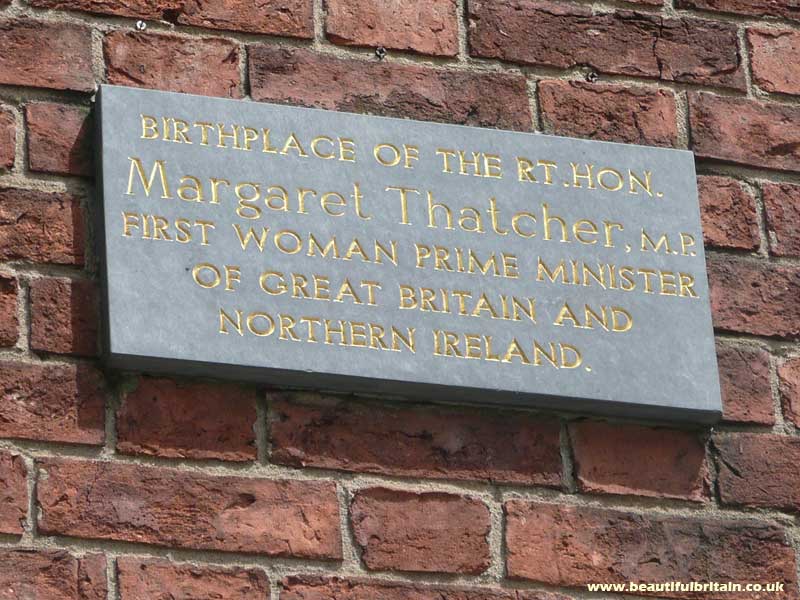 BIRTHPLACE OF THE RT.HON.
Margaret Thatcher, M.P.
FIRST WOMAN PRIME MINISTER
OF GREAT BRITAIN AND
NORTHERN IRELAND.
www.beautifulbritain.co.uk